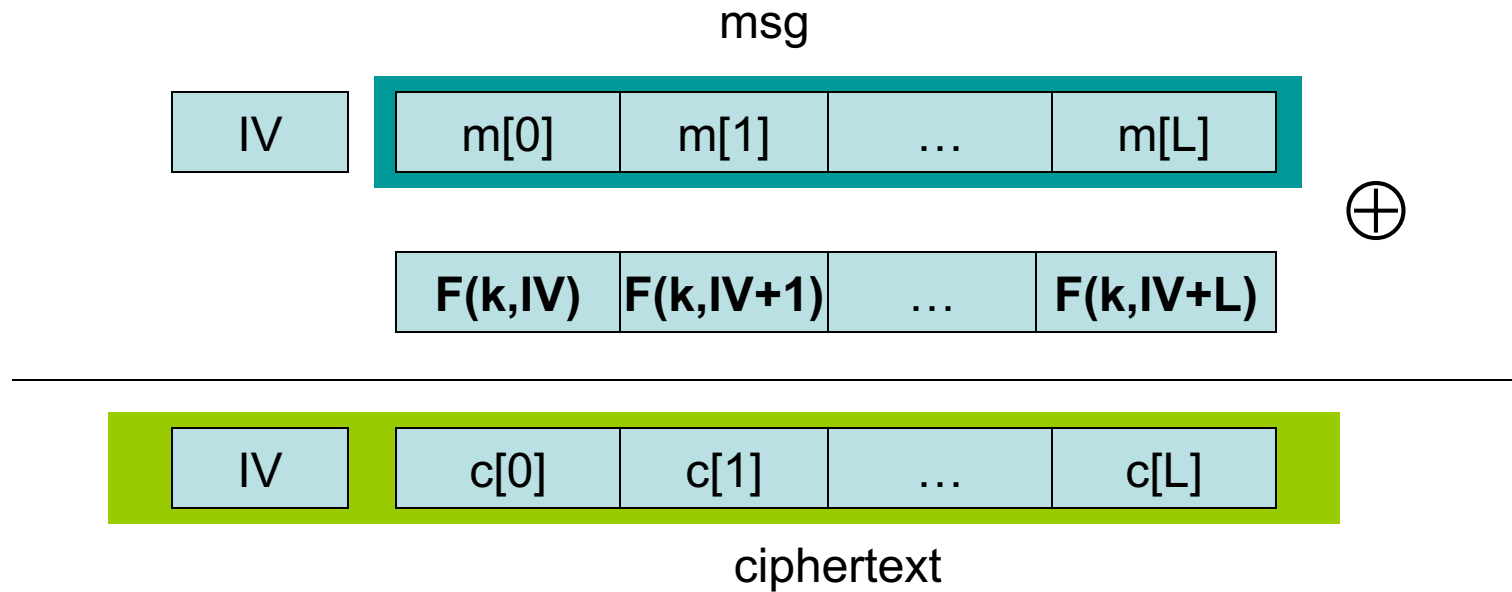 msg
IV m[0] m[1] … m[L]
⊕
F(k,IV) F(k,IV+1) … F(k,IV+L)
IV c[0] c[1] … c[L]
ciphertext